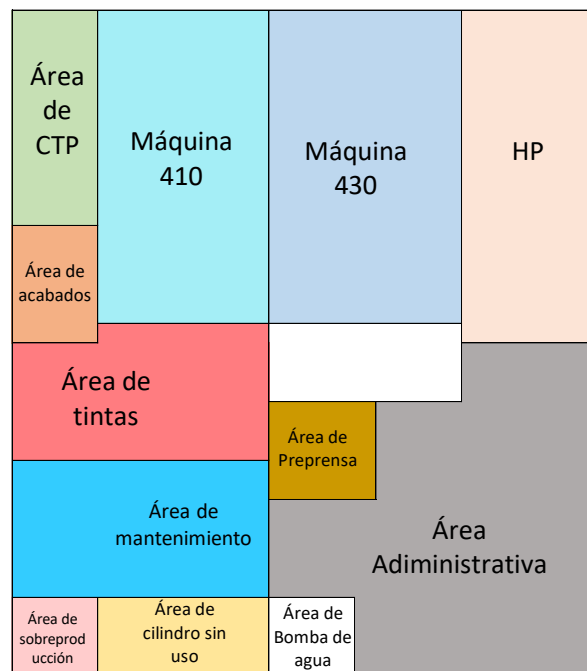 Área
de
CTP
Máquina
410
Máquina
430
HP
Área de
acabados
Área de
tintas
Área de
Preprensa
Área de
mantenimiento
Área
Adiministrativa
Área de
sobreprod
ucción
Área de
cilindro sin
uso
Área de
Bomba de
agua